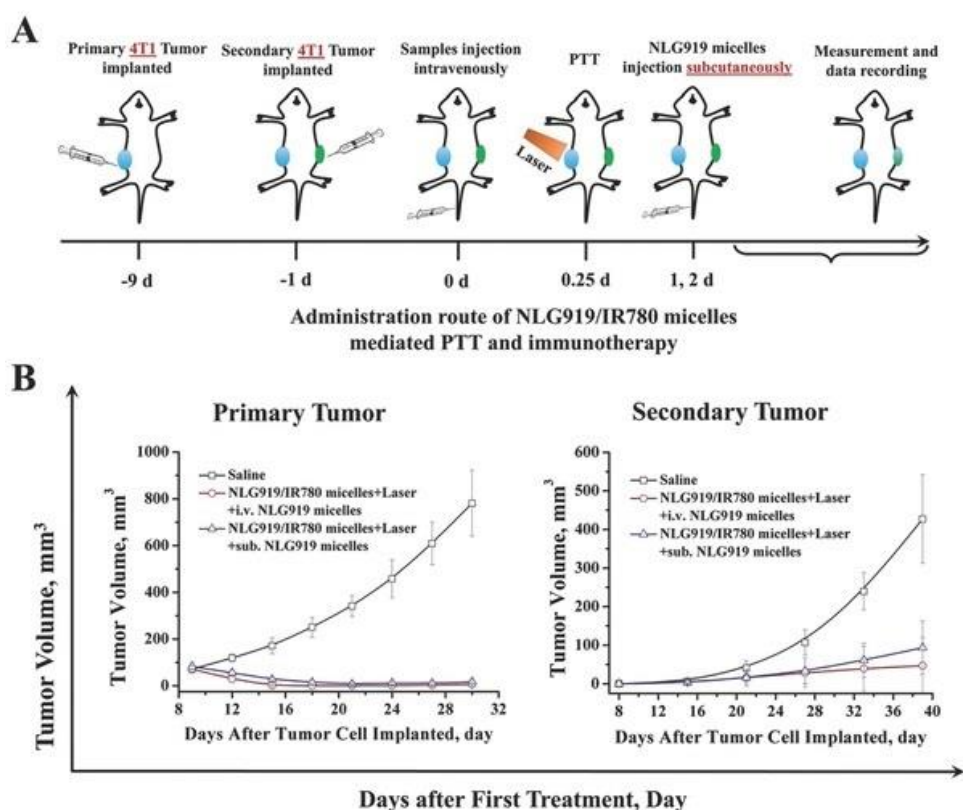 A
Primary 4T1 Tumor
implanted
Secondary 4T1 Tumor
implanted
Samples injection
intravenously
PTT
NLG919 micelles
injection subcutaneously
Measurement and
data recording
Laser
-9 d
-1 d
0 d
0.25 d
1, 2 d
Administration route of NLG919/IR780 micelles
mediated PTT and immunotherapy
B
Tumor Volume, mm³
Primary Tumor
Tumor Volume, mm³
1000
800
600
400
200
0
Saline
NLG919/IR780 micelles+Laser
+i.v. NLG919 micelles
NLG919/IR780 micelles+Laser
+sub. NLG919 micelles
8 12 16 20 24 28 32
Days After Tumor Cell Implanted, day
Secondary Tumor
Tumor Volume, mm³
600
500
400
300
200
100
0
Saline
NLG919/IR780 micelles+Laser
+i.v. NLG919 micelles
NLG919/IR780 micelles+Laser
+sub. NLG919 micelles
8 12 16 20 24 28 32 36 40
Days After Tumor Cell Implanted, day
Days after First Treatment, Day